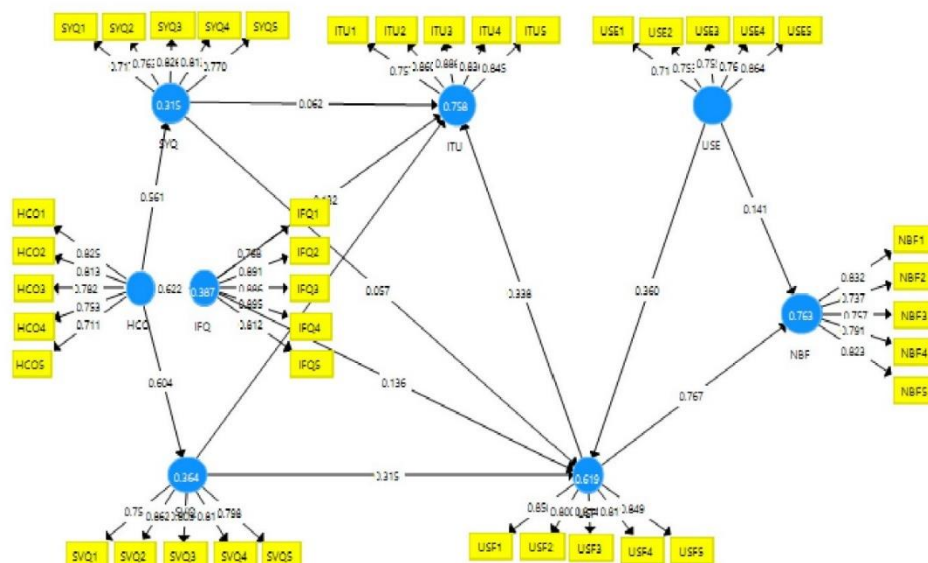 SYQ1 SYQ2 SYQ3 SYQ4 SYQ5
ITU1 ITU2 ITU3 ITU4 ITU5
USE1 USE2 USE3 USE4 USE5
0.770
0.845
0.864
0.315
0.062
0.758
SYQ
ITU
USE
0.561
0.141
HCO1
HCO2
HCO3
HCO4
HCO5
0.825
0.813
0.782
0.753
0.711
HCO
0.622
0.387
IFQ
IFQ1
IFQ2
IFQ3
IFQ4
IFQ5
0.788
0.891
0.895
0.812
0.057
0.338
0.360
NBF1
NBF2
NBF3
NBF4
NBF5
0.832
0.737
0.757
0.791
0.823
0.763
NBF
0.604
0.136
0.767
0.364
0.315
0.619
0.798
0.849
SVQ1 SVQ2 SVQ3 SVQ4 SVQ5
USF1 USF2 USF3 USF4 USF5